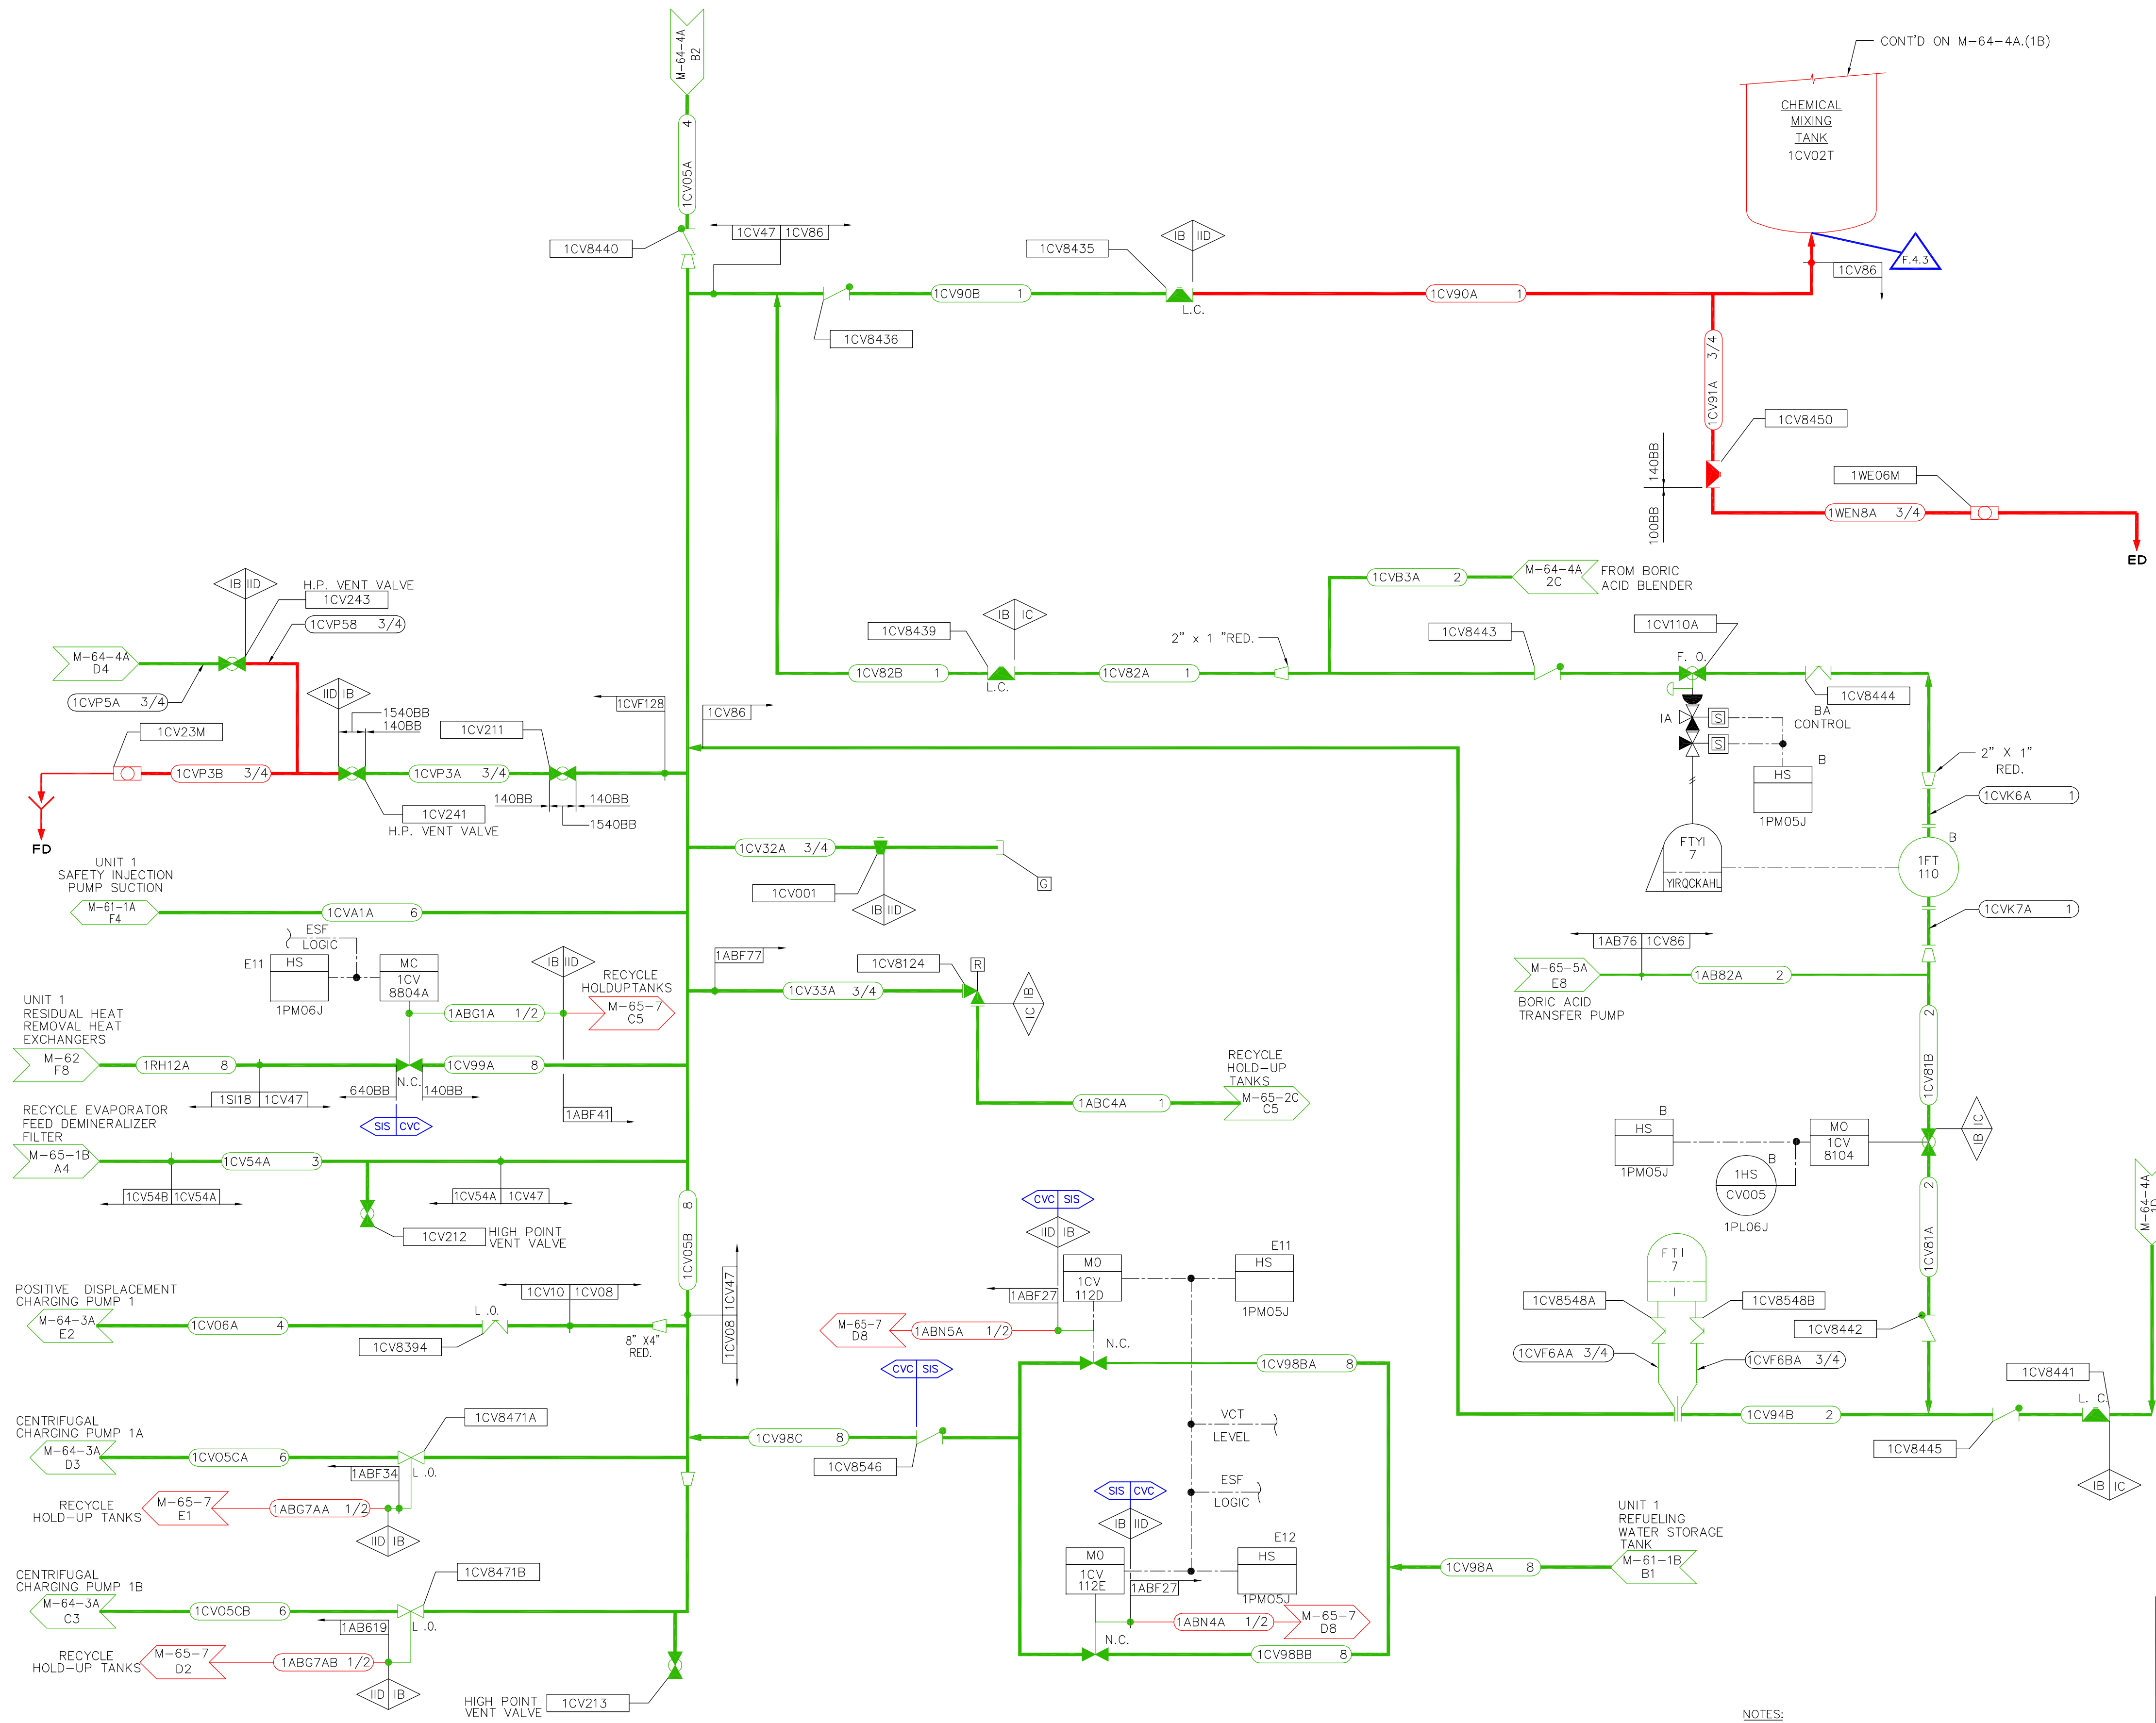 M-64-4A
B2
CONT'D ON M-64-4A.(1B)
CHEMICAL
MIXING
TANK
1CV02T
1CV05A 4
1CV8440
1CV47 1CV86
1CV8435
IB IID
1CV90B 1
L.C.
1CV90A 1
1CV86
F.4.3
1CV8436
1CV91A 3/4
1CV8450
140BB
100BB
1WE06M
1WEN8A 3/4
ED
IB IID
H.P. VENT VALVE
1CV243
1CVP58 3/4
M-64-4A
D4
1CVP5A 3/4
IID IB
1540BB
140BB
1CV23M
1CV211
1CVF128
1CV86
1CVP3B 3/4
1CVP3A 3/4
140BB
140BB
1540BB
1CV241
H.P. VENT VALVE
FD
1CVB3A 2
M-64-4A
2C
FROM BORIC
ACID BLENDER
1CV8439
IB IC
2" x 1 "RED.
1CV8443
1CV110A
F. O.
1CV82B 1
L.C.
1CV82A 1
1CV8444
BA
CONTROL
IA
S
S
B
HS
1PM05J
2" X 1"
RED.
1CVK6A 1
FTYI
7
YIRQCKAHL
B
1FT
110
1CVK7A 1
UNIT 1
SAFETY INJECTION
PUMP SUCTION
M-61-1A
F4
1CVA1A 6
1CV32A 3/4
1CV001
IB IID
G
ESF
LOGIC
E11
HS
1PM06J
MC
1CV
8804A
IB IID
RECYCLE
HOLDUPTANKS
1ABG1A 1/2
M-65-7
C5
1ABF77
1CV8124
R
1CV33A 3/4
IC IB
1AB76 1CV86
M-65-5A
E8
1AB82A 2
BORIC ACID
TRANSFER PUMP
1CV81B 2
UNIT 1
RESIDUAL HEAT
REMOVAL HEAT
EXCHANGERS
M-62
F8
1RH12A 8
1CV99A 8
N.C.
640BB
140BB
1SI18 1CV47
SIS CVC
1ABF41
RECYCLE
HOLD-UP
TANKS
1ABC4A 1
M-65-2C
C5
RECYCLE EVAPORATOR
FEED DEMINERALIZER
FILTER
M-65-1B
A4
1CV54A 3
1CV54B 1CV54A
1CV54A 1CV47
1CV212
HIGH POINT
VENT VALVE
1CV05B 8
B
HS
1PM05J
MO
1CV
8104
IB IC
1HS
CV005
B
1PL06J
1CV81A 2
M-64-4A
1D
CVC SIS
IID IB
MO
1CV
112D
E11
HS
1PM05J
1ABF27
POSITIVE DISPLACEMENT
CHARGING PUMP 1
M-64-3A
E2
1CV06A 4
L .O.
1CV8394
1CV10 1CV08
8" X4"
RED.
1CV08 1CV47
M-65-7
D8
1ABN5A 1/2
N.C.
1CV98BA 8
FTI
7
I
1CV8548A
1CV8548B
1CV8442
1CVF6AA 3/4
1CVF6BA 3/4
1CV8441
L. C.
1CV94B 2
1CV8445
IB IC
CVC SIS
1CV98C 8
1CV8546
VCT
LEVEL
ESF
LOGIC
SIS CVC
IB IID
E12
MO
1CV
112E
HS
1PM05J
1ABF27
1ABN4A 1/2
M-65-7
D8
N.C.
1CV98BB 8
UNIT 1
REFUELING
WATER STORAGE
TANK
1CV98A 8
M-61-1B
B1
CENTRIFUGAL
CHARGING PUMP 1A
M-64-3A
D3
1CV05CA 6
1CV8471A
L .O.
1ABF34
RECYCLE
HOLD-UP TANKS
M-65-7
E1
1ABG7AA 1/2
IID IB
CENTRIFUGAL
CHARGING PUMP 1B
M-64-3A
C3
1CV05CB 6
1CV8471B
L .O.
1AB619
RECYCLE
HOLD-UP TANKS
M-65-7
D2
1ABG7AB 1/2
IID IB
HIGH POINT
VENT VALVE
1CV213
NOTES: